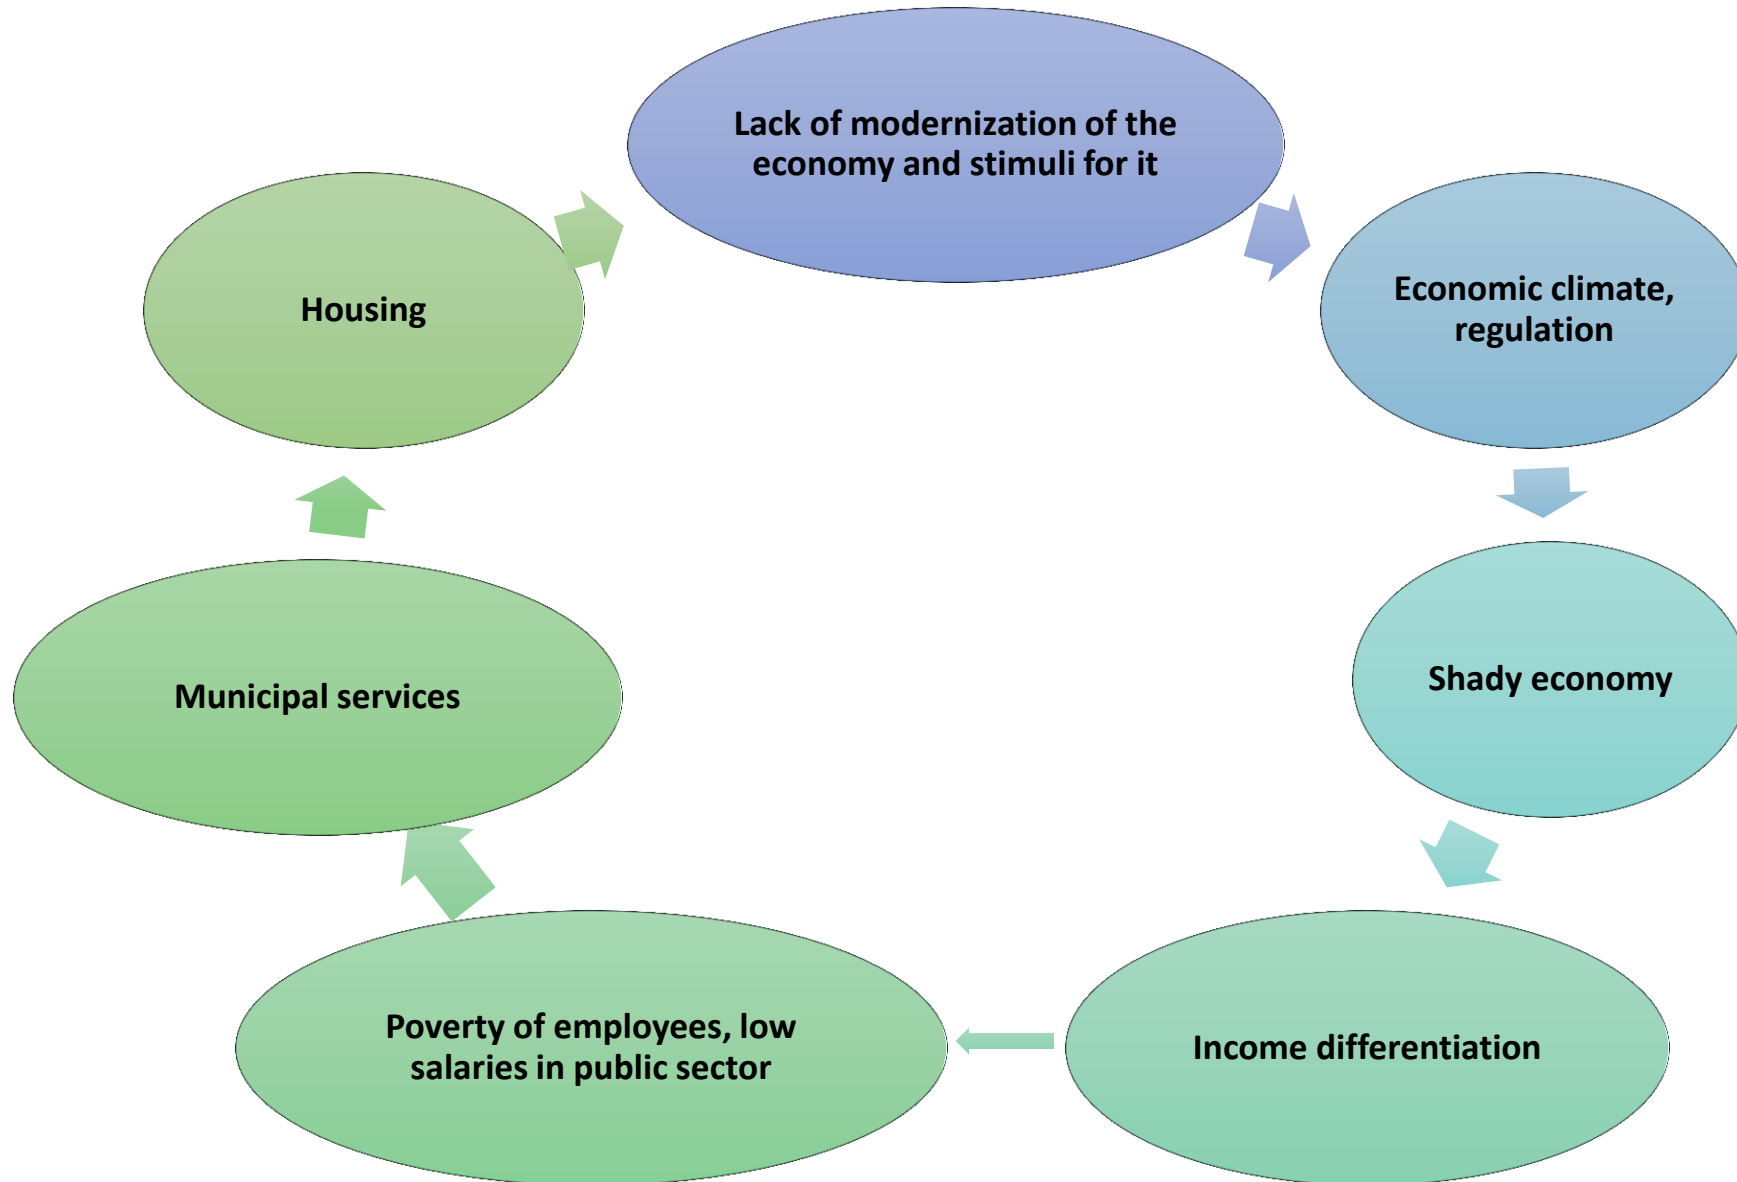 Lack of modernization of the
economy and stimuli for it
Economic climate,
regulation
Shady economy
Income differentiation
Poverty of employees, low
salaries in public sector
Municipal services
Housing